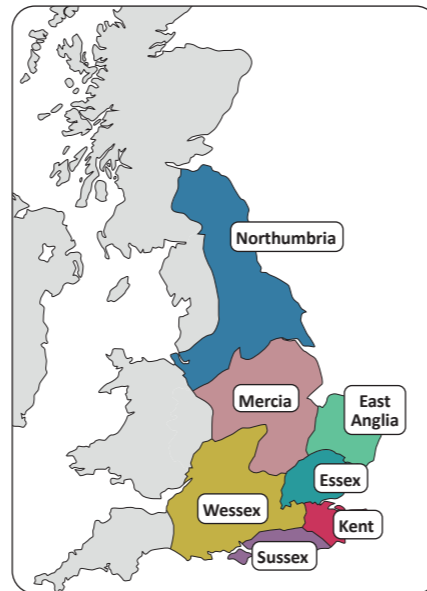 Northumbria
Mercia
East
Anglia
Essex
Wessex
Kent
Sussex